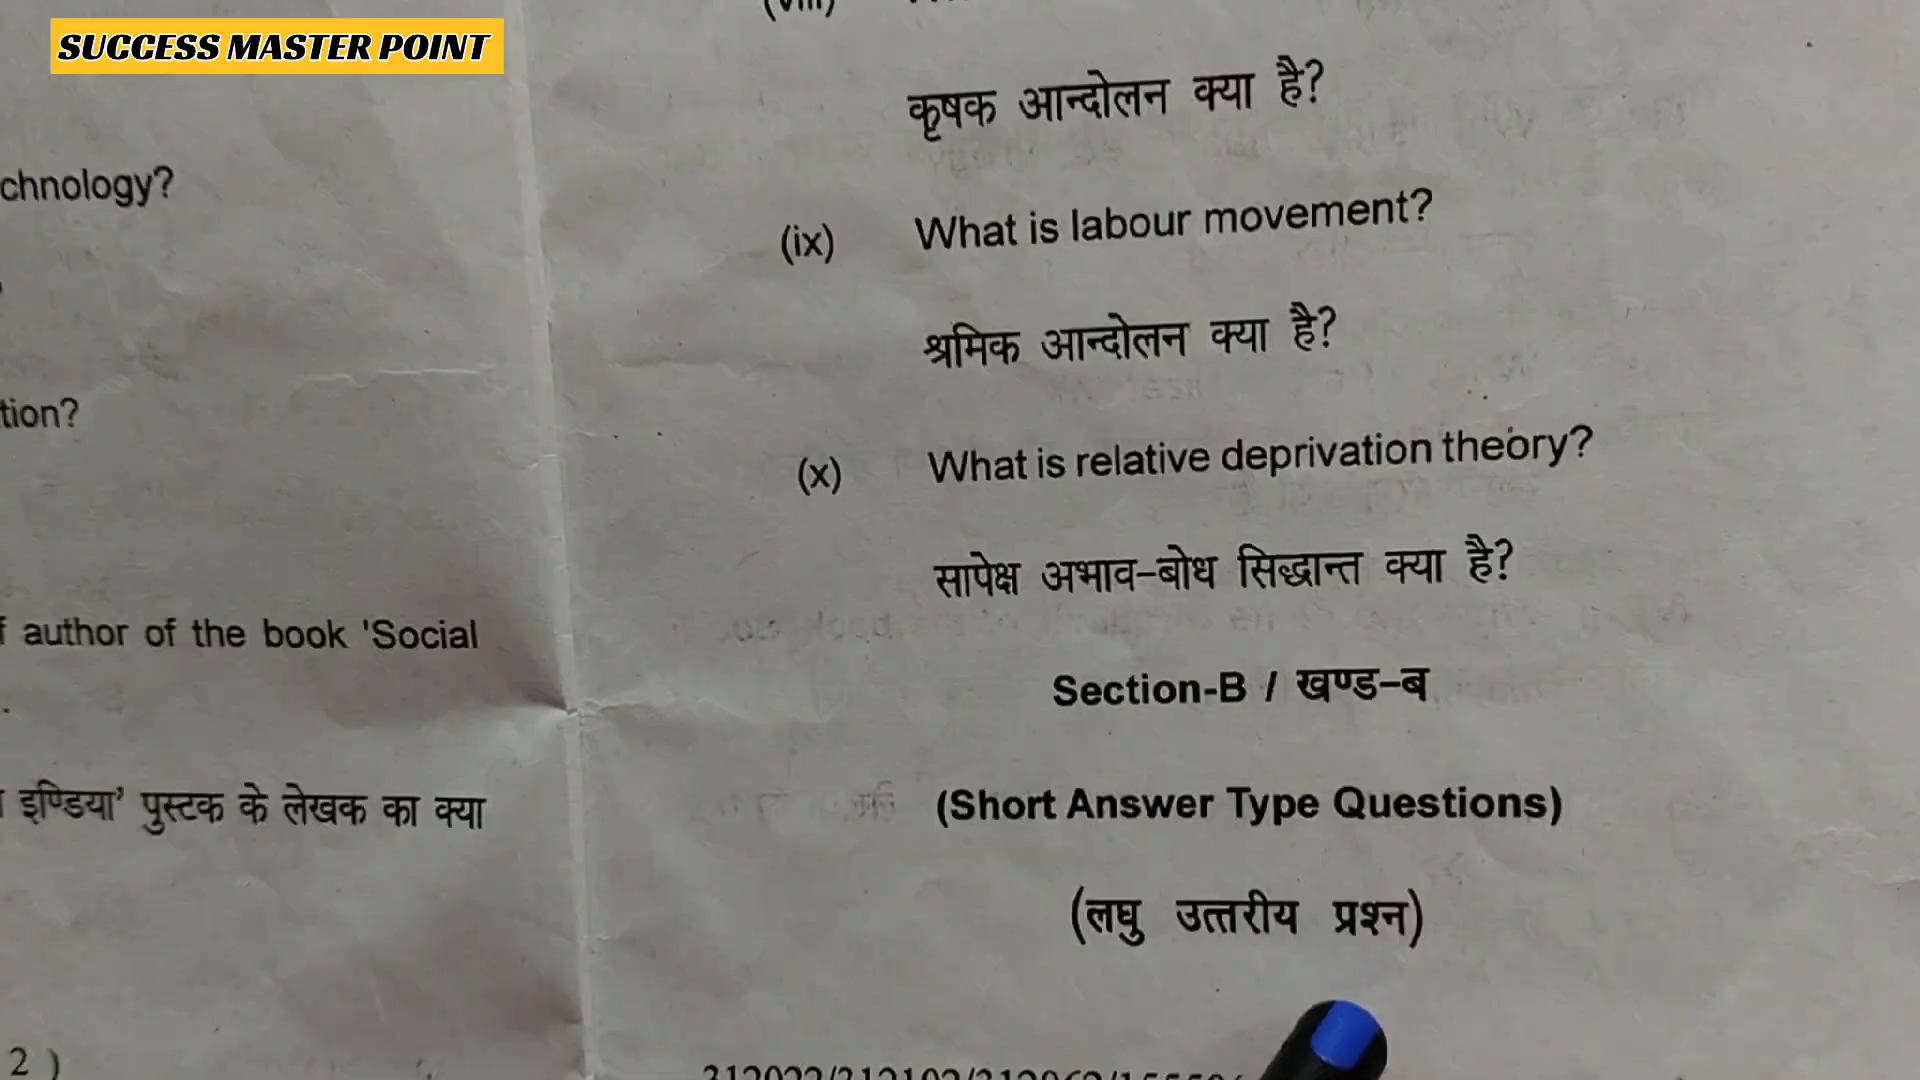 SUCCESS MASTER POINT
chnology?
tion?
author of the book 'Social
इण्डिया' पुस्तक के लेखक का क्या
2 )
(viii)
कृषक आन्दोलन क्या है?
(ix) What is labour movement?
श्रमिक आन्दोलन क्या है?
(x) What is relative deprivation theory?
सापेक्ष अभाव-बोध सिद्धान्त क्या है?
Section-B / खण्ड-ब
(Short Answer Type Questions)
(लघु उत्तरीय प्रश्न)